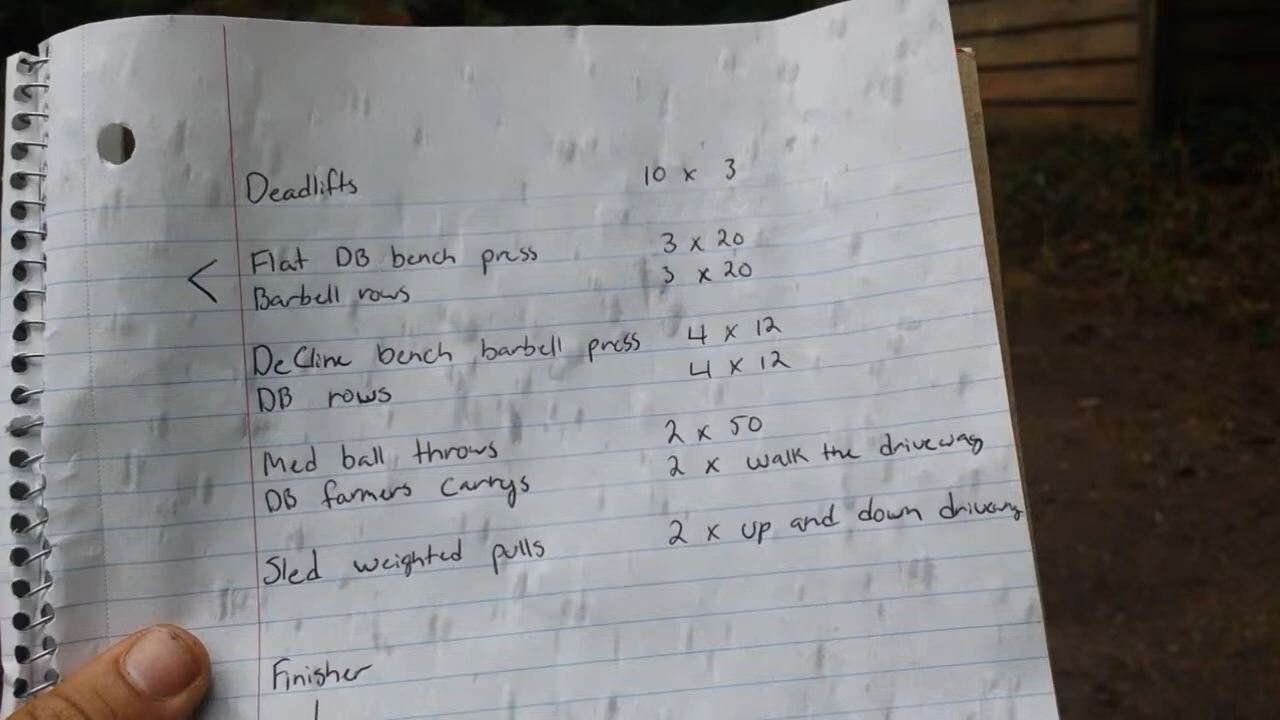 Deadlifts 10 x 3
Flat DB bench press 3 x 20
< Barbell rows 3 x 20
DeCline bench barbell press 4 x 12
DB rows 4 x 12
Med ball throws 2 x 50
DB farmers carrys 2 x walk the driveway
Sled weighted pulls 2 x up and down driveway
Finisher